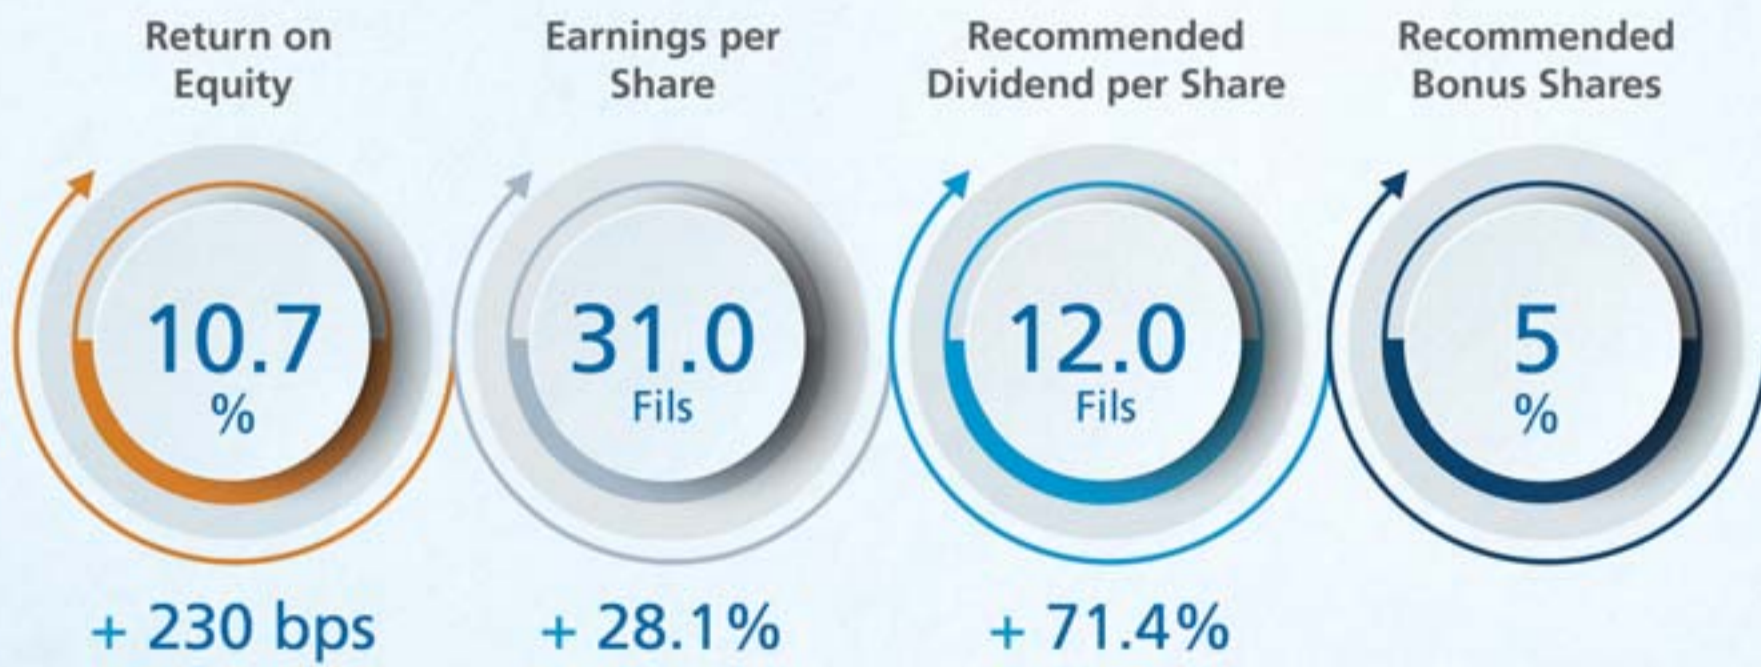 Return on
Equity
10.7
%
+ 230 bps
Earnings per
Share
31.0
Fils
+ 28.1%
Recommended
Dividend per Share
12.0
Fils
+ 71.4%
Recommended
Bonus Shares
5
%